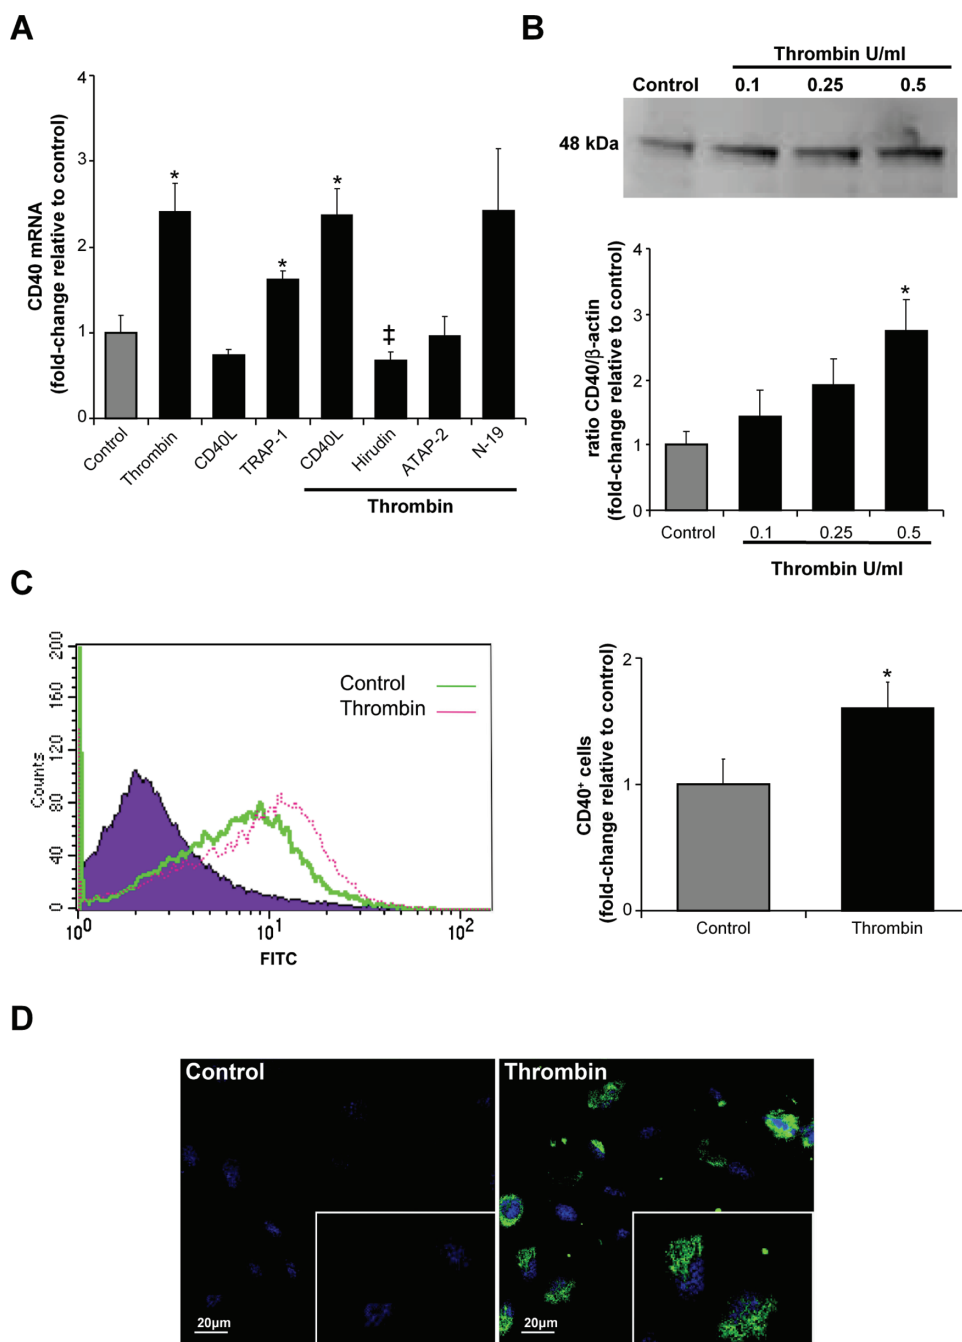 A
CD40 mRNA
(fold-change relative to control)
4
3
2
1
0
Control
Thrombin
CD40L
TRAP-1
CD40L
Hirudin
ATAP-2
N-19
*
*
*
‡
Thrombin
B
Thrombin U/ml
Control 0.1 0.25 0.5
48 kDa
ratio CD40/β-actin
(fold-change relative to control)
4
3
2
1
0
*
Control 0.1 0.25 0.5
Thrombin U/ml
C
Counts
200
160
120
80
40
0
Control
Thrombin
10⁰ 10¹ 10²
FITC
CD40⁺ cells
(fold-change relative to control)
2
1
0
*
Control Thrombin
D
Control
20μm
Thrombin
20μm